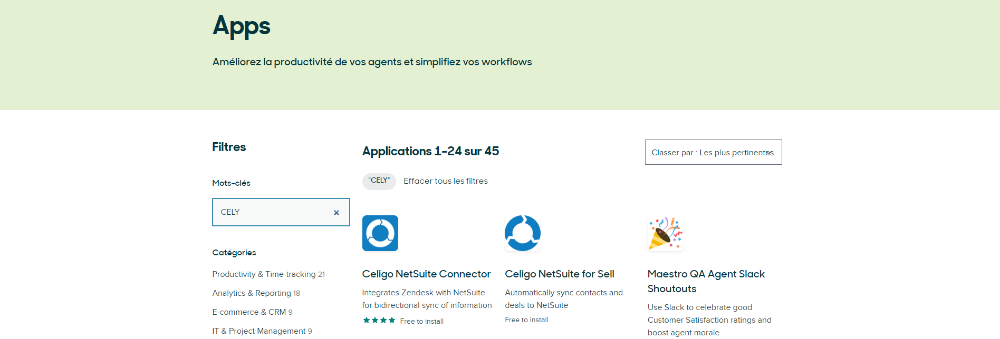 Apps
Améliorez la productivité de vos agents et simplifiez vos workflows
Filtres
Mots-clés
CELY
Catégories
Productivity & Time-tracking 21
Analytics & Reporting 18
E-commerce & CRM 9
IT & Project Management 9
Applications 1-24 sur 45
Classer par : Les plus pertinentes
"CELY"
Effacer tous les filtres
Celigo NetSuite Connector
Integrates Zendesk with NetSuite
for bidirectional sync of information
Free to install
Celigo NetSuite for Sell
Automatically sync contacts and
deals to NetSuite
Free to install
Maestro QA Agent Slack
Shoutouts
Use Slack to celebrate good
Customer Satisfaction ratings and
boost agent morale